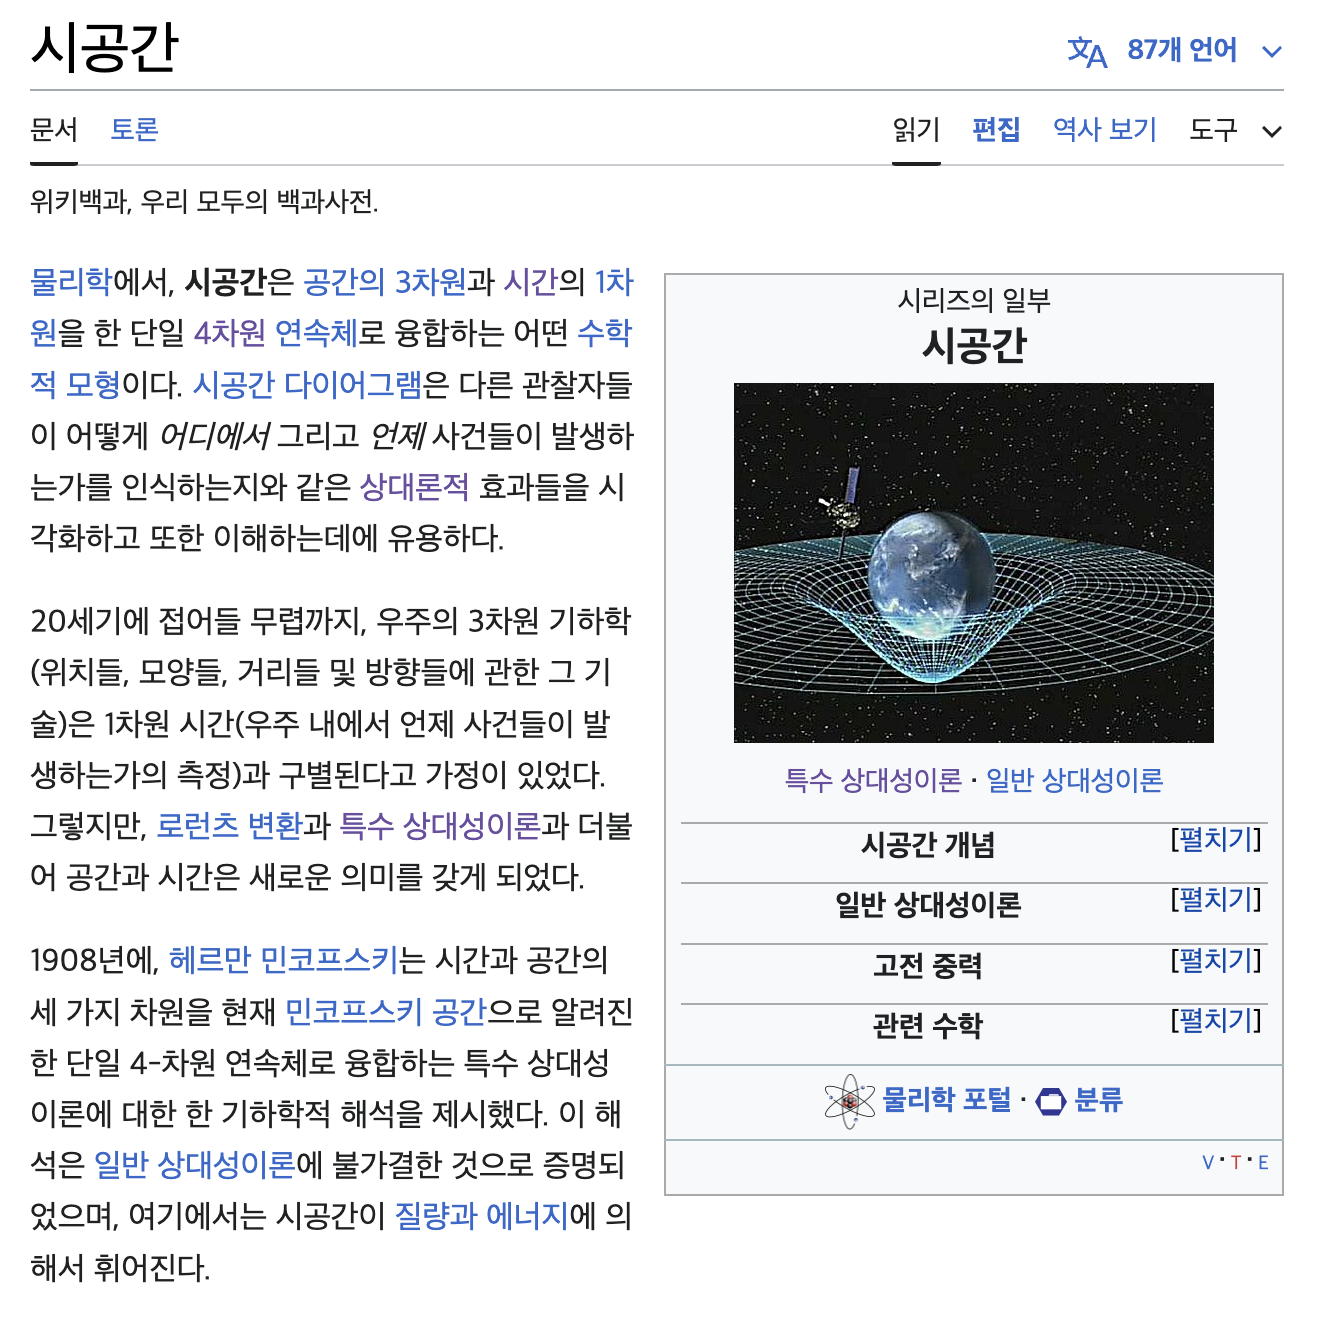 시공간
87개 언어
문서 토론 읽기 편집 역사 보기 도구
위키백과, 우리 모두의 백과사전.
물리학에서, 시공간은 공간의 3차원과 시간의 1차
원을 한 단일 4차원 연속체로 융합하는 어떤 수학
적 모형이다. 시공간 다이어그램은 다른 관찰자들
이 어떻게 어디에서 그리고 언제 사건들이 발생하
는가를 인식하는지와 같은 상대론적 효과들을 시
각화하고 또한 이해하는데에 유용하다.
20세기에 접어들 무렵까지, 우주의 3차원 기하학
(위치들, 모양들, 거리들 및 방향들에 관한 그 기
술)은 1차원 시간(우주 내에서 언제 사건들이 발
생하는가의 측정)과 구별된다고 가정이 있었다.
그렇지만, 로런츠 변환과 특수 상대성이론과 더불
어 공간과 시간은 새로운 의미를 갖게 되었다.
1908년에, 헤르만 민코프스키는 시간과 공간의
세 가지 차원을 현재 민코프스키 공간으로 알려진
한 단일 4-차원 연속체로 융합하는 특수 상대성
이론에 대한 한 기하학적 해석을 제시했다. 이 해
석은 일반 상대성이론에 불가결한 것으로 증명되
었으며, 여기에서는 시공간이 질량과 에너지에 의
해서 휘어진다.
시리즈의 일부
시공간
특수 상대성이론 · 일반 상대성이론
시공간 개념 [펼치기]
일반 상대성이론 [펼치기]
고전 중력 [펼치기]
관련 수학 [펼치기]
물리학 포털 · 분류
V · T · E